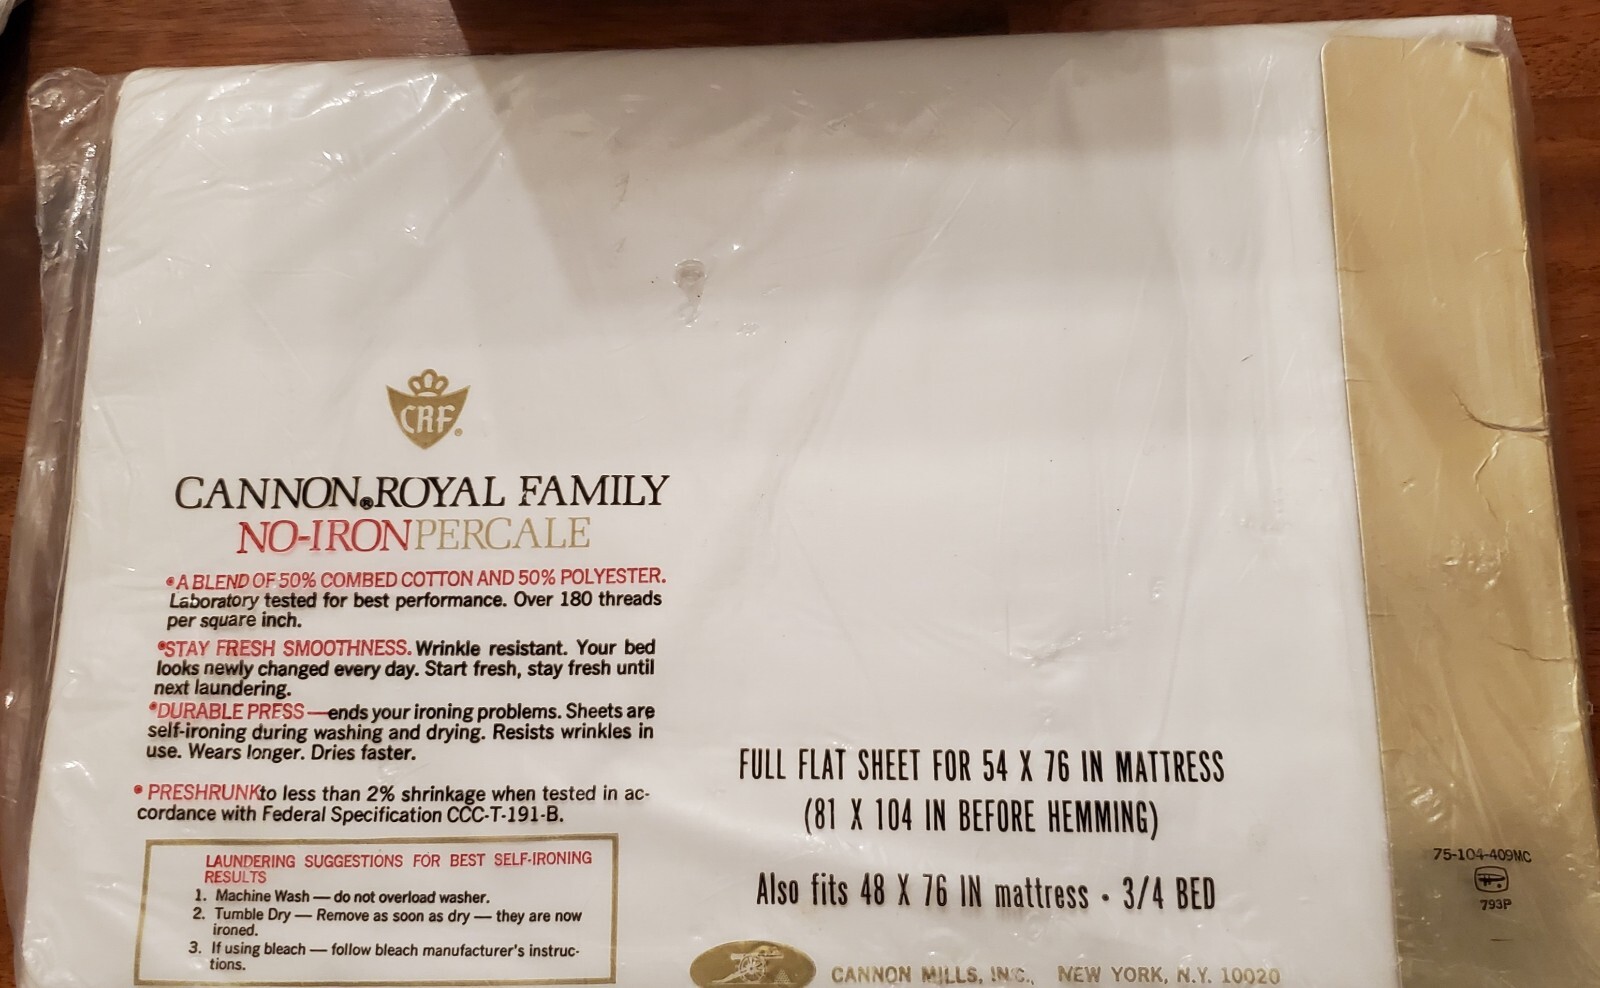 CRF®
CANNON® ROYAL FAMILY
NO-IRON PERCALE
• A BLEND OF 50% COMBED COTTON AND 50% POLYESTER.
Laboratory tested for best performance. Over 180 threads
per square inch.
• STAY FRESH SMOOTHNESS. Wrinkle resistant. Your bed
looks newly changed every day. Start fresh, stay fresh until
next laundering.
• DURABLE PRESS — ends your ironing problems. Sheets are
self-ironing during washing and drying. Resists wrinkles in
use. Wears longer. Dries faster.
• PRESHRUNK to less than 2% shrinkage when tested in ac-
cordance with Federal Specification CCC-T-191-B.
LAUNDERING SUGGESTIONS FOR BEST SELF-IRONING
RESULTS
1. Machine Wash — do not overload washer.
2. Tumble Dry — Remove as soon as dry — they are now
ironed.
3. If using bleach — follow bleach manufacturer's instruc-
tions.
FULL FLAT SHEET FOR 54 X 76 IN MATTRESS
(81 X 104 IN BEFORE HEMMING)
Also fits 48 X 76 IN mattress • 3/4 BED
CANNON MILLS, INC., NEW YORK, N.Y. 10020
75-104-409MC
793P